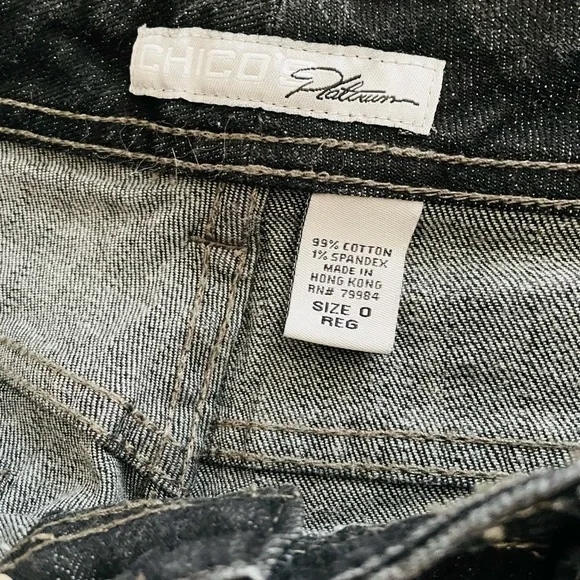 CHICO'S Platinum
99% COTTON
1% SPANDEX
MADE IN
HONG KONG
RN# 79984
SIZE 0
REG